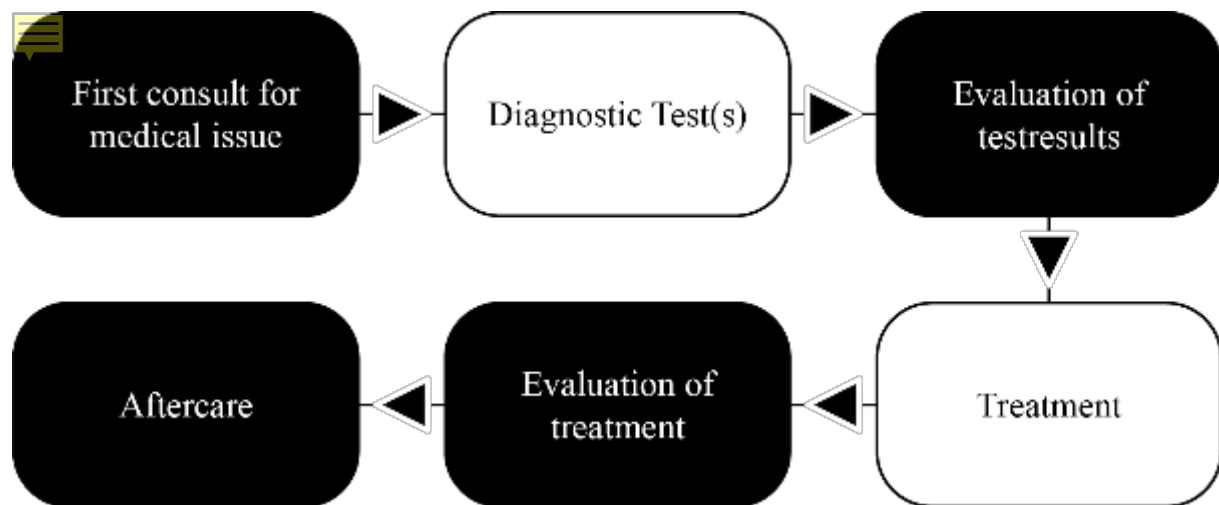 First consult for
medical issue
Diagnostic Test(s)
Evaluation of
testresults
Aftercare
Evaluation of
treatment
Treatment